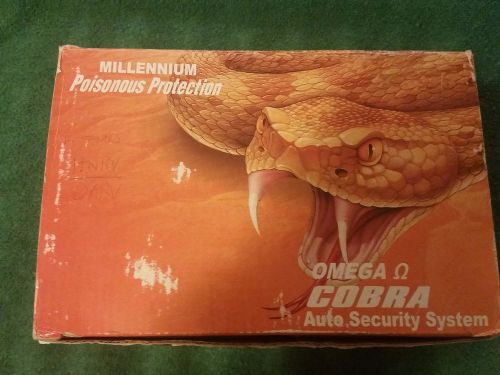 MILLENNIUM
Poisonous Protection
OMEGA Ω
COBRA
Auto Security System